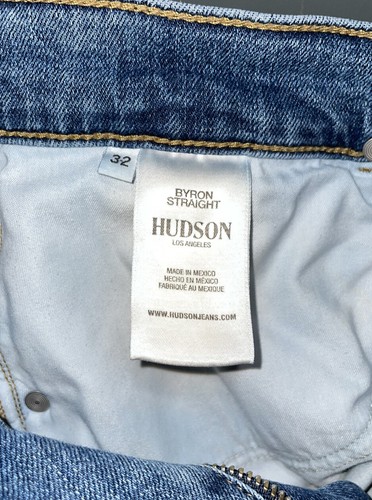 32
BYRON
STRAIGHT
HUDSON
LOS ANGELES
MADE IN MEXICO
HECHO EN MÉXICO
FABRIQUÉ AU MEXIQUE
WWW.HUDSONJEANS.COM